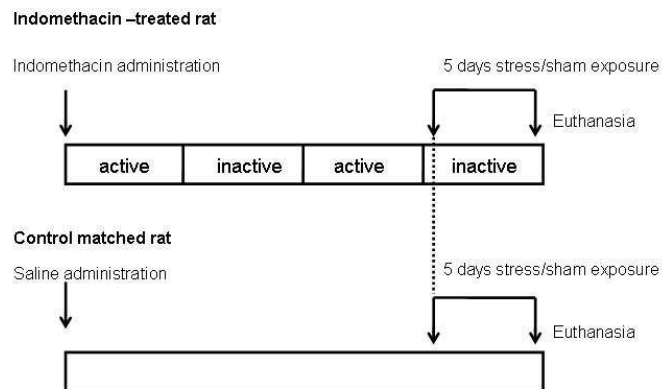 Indomethacin –treated rat
Indomethacin administration
5 days stress/sham exposure
Euthanasia
active
inactive
active
inactive
Control matched rat
Saline administration
5 days stress/sham exposure
Euthanasia